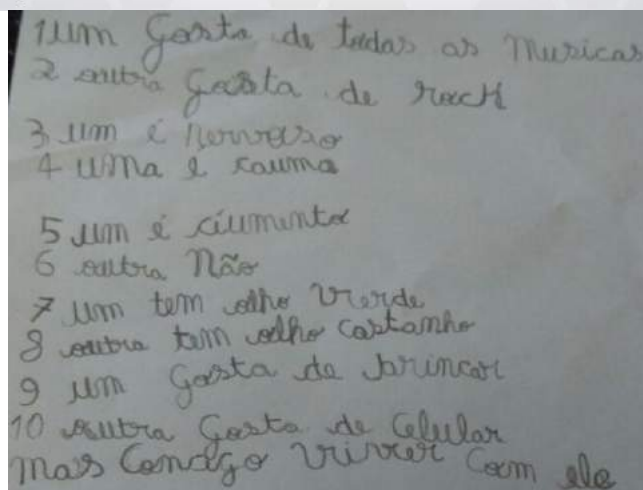 1 um Gosta de todas as Musicas
2 outra Gosta de rock
3 um é nervoso
4 uma e cauma
5 um é ciumento
6 outra Não
7 um tem olho verde
8 outra tem olho castanho
9 um Gosta de brincar
10 outra Gosta de Celular
mas Consigo viver com ele